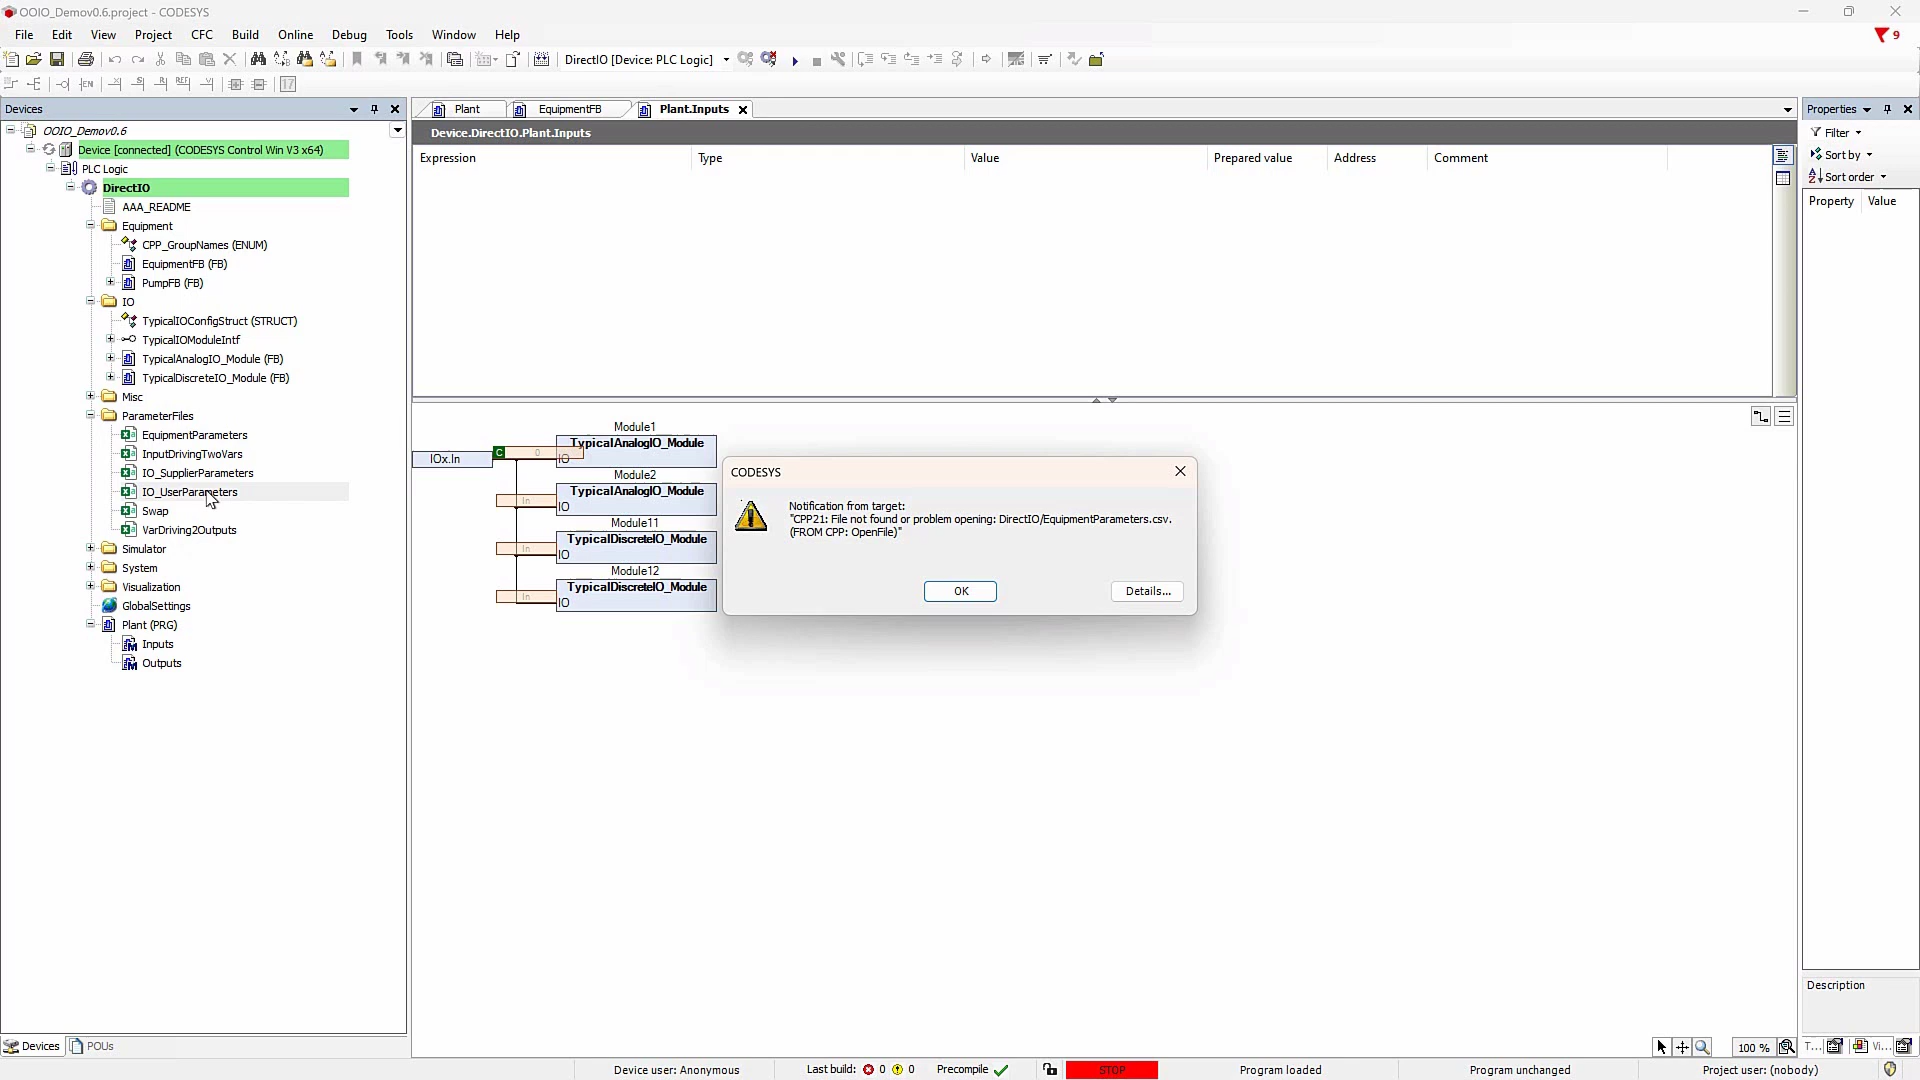 OOIO_Demov0.6.project - CODESYS
File Edit View Project CFC Build Online Debug Tools Window Help
9
DirectIO [Device: PLC Logic]
Devices
OOIO_Demov0.6
Device [connected] (CODESYS Control Win V3 x64)
PLC Logic
DirectIO
AAA_README
Equipment
CPP_GroupNames (ENUM)
EquipmentFB (FB)
PumpFB (FB)
IO
TypicalIOConfigStruct (STRUCT)
TypicalIOModuleIntf
TypicalAnalogIO_Module (FB)
TypicalDiscreteIO_Module (FB)
Misc
ParameterFiles
EquipmentParameters
InputDrivingTwoVars
IO_SupplierParameters
IO_UserParameters
Swap
VarDriving2Outputs
Simulator
System
Visualization
GlobalSettings
Plant (PRG)
Inputs
Outputs
Devices POUs
Plant EquipmentFB Plant.Inputs
Device.DirectIO.Plant.Inputs
Expression Type Value Prepared value Address Comment
Module1
TypicalAnalogIO_Module
IOx.In C 0 IO
Module2
TypicalAnalogIO_Module
In IO
Module11
TypicalDiscreteIO_Module
In IO
Module12
TypicalDiscreteIO_Module
In IO
CODESYS
Notification from target:
"CPP21: File not found or problem opening: DirectIO/EquipmentParameters.csv.
(FROM CPP: OpenFile)"
OK Details...
100 %
Properties
Filter
Sort by
Sort order
Property Value
Description
T... Vi...
Device user: Anonymous Last build: 0 0 Precompile STOP Program loaded Program unchanged Project user: (nobody)